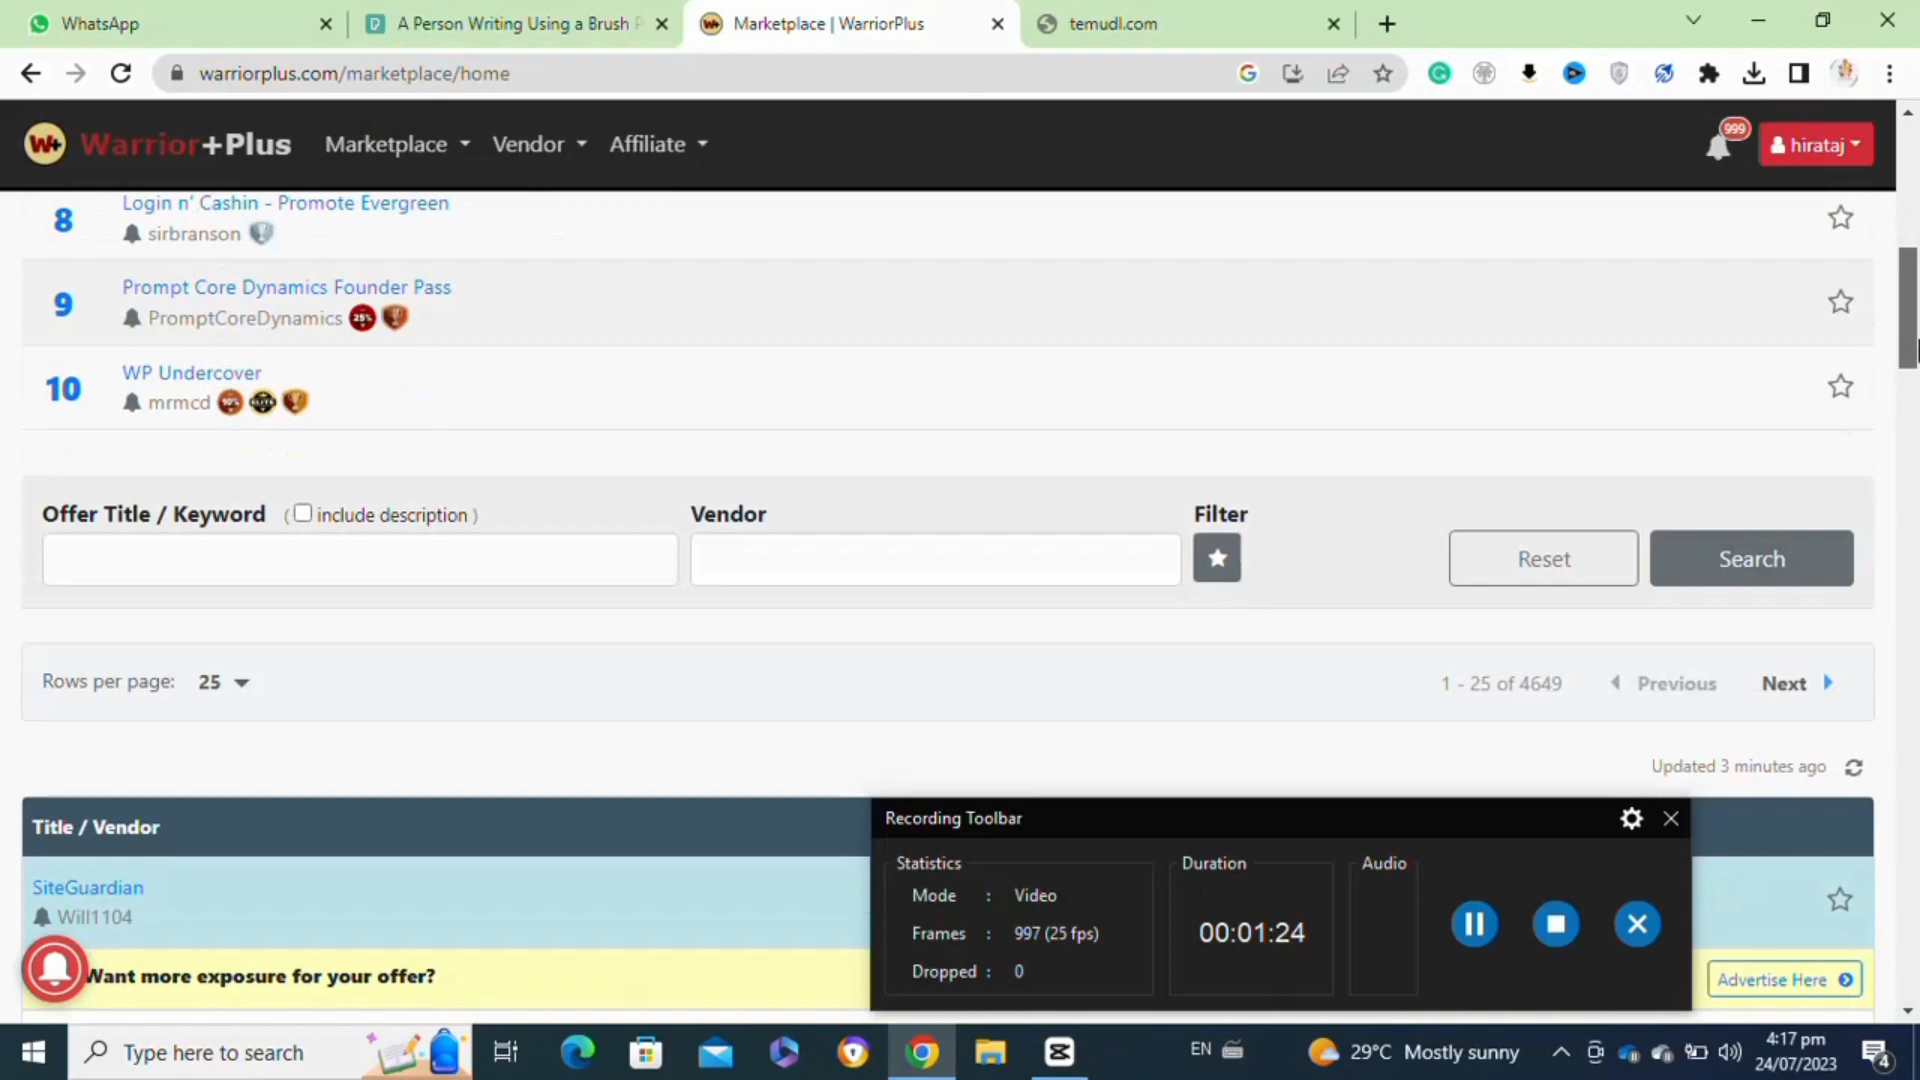 WhatsApp
A Person Writing Using a Brush P
Marketplace | WarriorPlus
temudl.com
warriorplus.com/marketplace/home
W+ Warrior+Plus Marketplace Vendor Affiliate
999
hirataj
8 Login n' Cashin - Promote Evergreen
sirbranson
9 Prompt Core Dynamics Founder Pass
PromptCoreDynamics 25%
10 WP Undercover
mrmcd 10% ELITE
Offer Title / Keyword ( include description )
Vendor
Filter
Reset
Search
Rows per page: 25
1 - 25 of 4649 Previous Next
Updated 3 minutes ago
Title / Vendor
SiteGuardian
Will1104
Want more exposure for your offer?
Advertise Here
Recording Toolbar
Statistics
Mode : Video
Frames : 997 (25 fps)
Dropped : 0
Duration
00:01:24
Audio
Type here to search
EN
29°C Mostly sunny
4:17 pm
24/07/2023
4